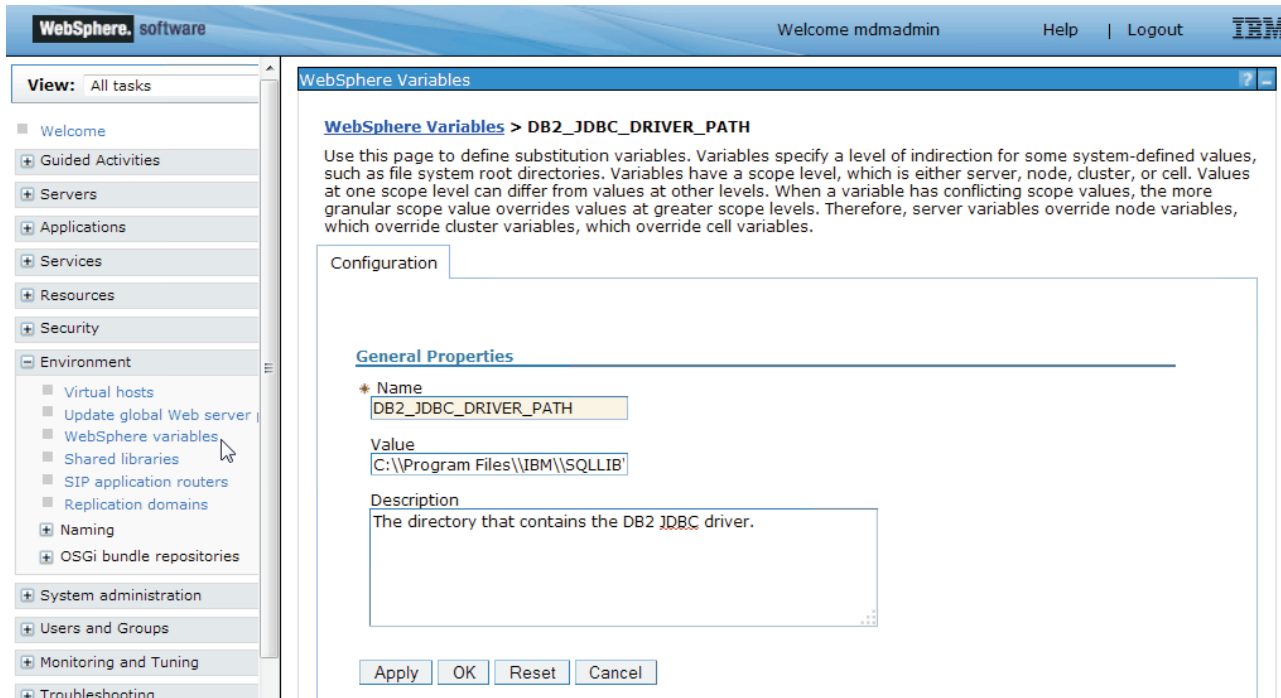 WebSphere. software
Welcome mdmadmin
Help | Logout
IBM
View: All tasks
Welcome
Guided Activities
Servers
Applications
Services
Resources
Security
Environment
Virtual hosts
Update global Web server
WebSphere variables
Shared libraries
SIP application routers
Replication domains
Naming
OSGi bundle repositories
System administration
Users and Groups
Monitoring and Tuning
Troubleshooting
WebSphere Variables
? -
WebSphere Variables > DB2_JDBC_DRIVER_PATH
Use this page to define substitution variables. Variables specify a level of indirection for some system-defined values,
such as file system root directories. Variables have a scope level, which is either server, node, cluster, or cell. Values
at one scope level can differ from values at other levels. When a variable has conflicting scope values, the more
granular scope value overrides values at greater scope levels. Therefore, server variables override node variables,
which override cluster variables, which override cell variables.
Configuration
General Properties
* Name
DB2_JDBC_DRIVER_PATH
Value
C:\\Program Files\\IBM\\SQLLIB
Description
The directory that contains the DB2 JDBC driver.
Apply OK Reset Cancel